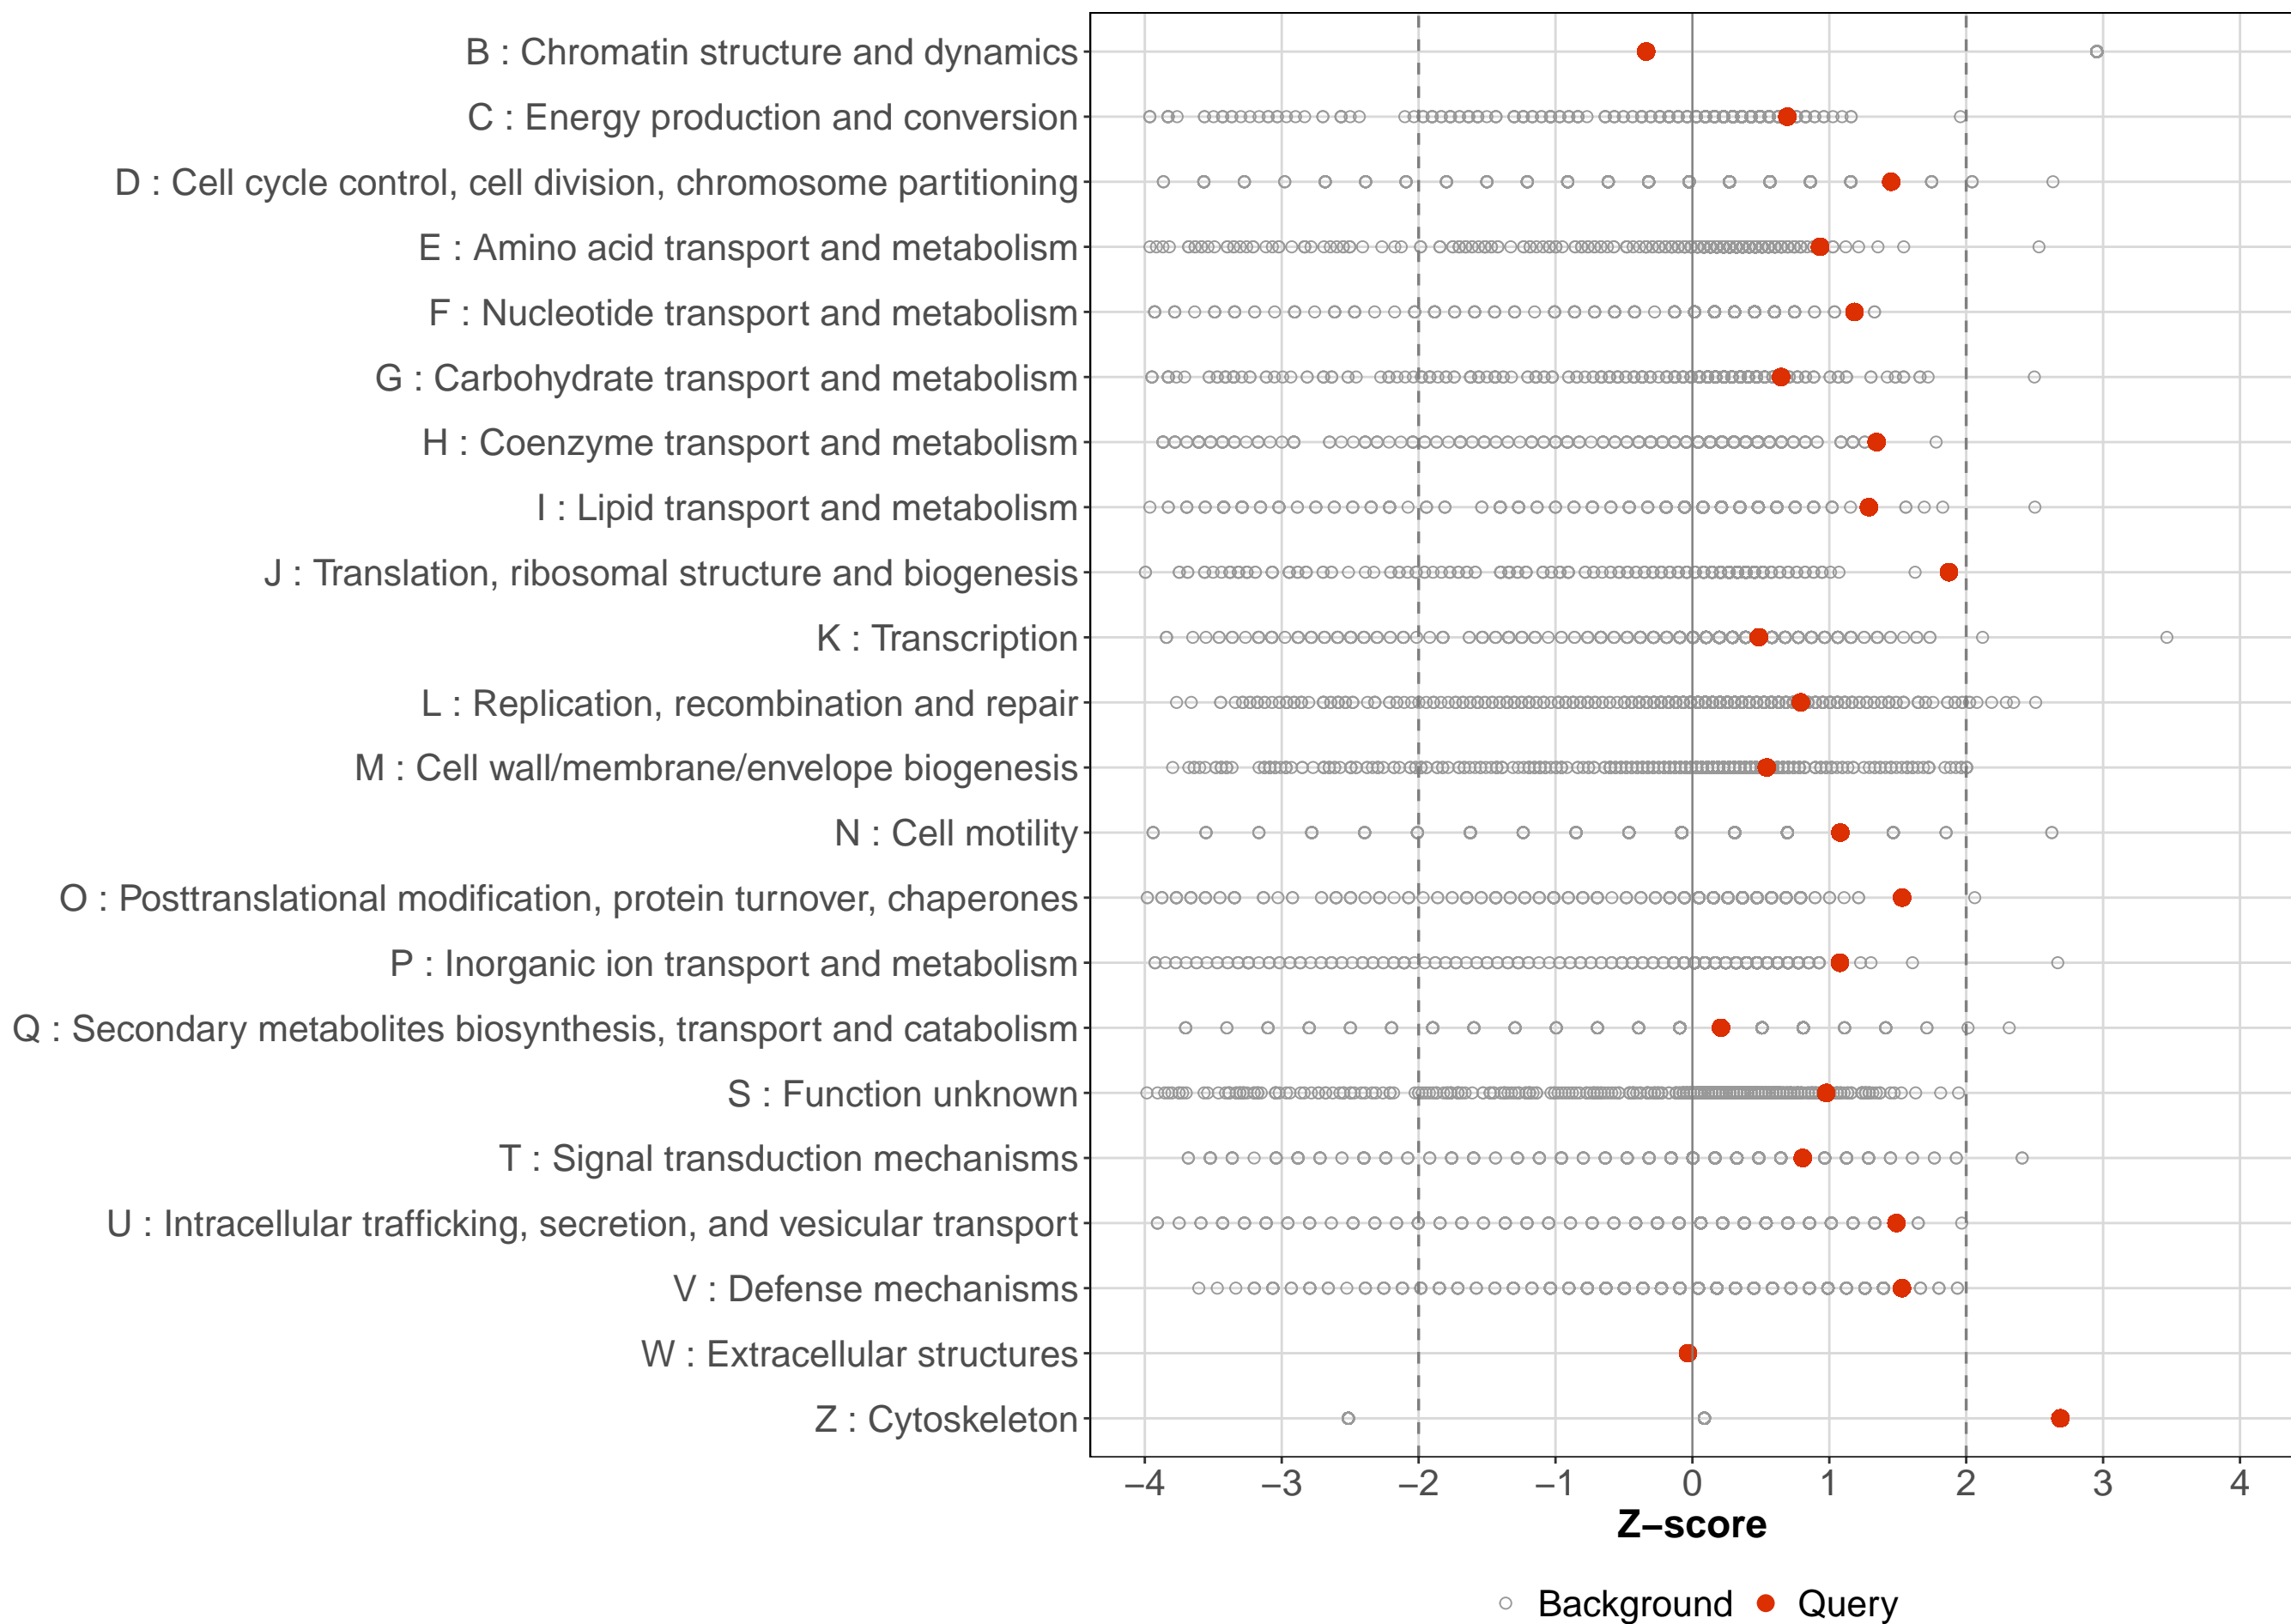 B : Chromatin structure and dynamics
C : Energy production and conversion
D : Cell cycle control, cell division, chromosome partitioning
E : Amino acid transport and metabolism
F : Nucleotide transport and metabolism
G : Carbohydrate transport and metabolism
H : Coenzyme transport and metabolism
I : Lipid transport and metabolism
J : Translation, ribosomal structure and biogenesis
K : Transcription
L : Replication, recombination and repair
M : Cell wall/membrane/envelope biogenesis
N : Cell motility
O : Posttranslational modification, protein turnover, chaperones
P : Inorganic ion transport and metabolism
Q : Secondary metabolites biosynthesis, transport and catabolism
S : Function unknown
T : Signal transduction mechanisms
U : Intracellular trafficking, secretion, and vesicular transport
V : Defense mechanisms
W : Extracellular structures
Z : Cytoskeleton
−4 −3 −2 −1 0 1 2 3 4
Z−score
Background Query